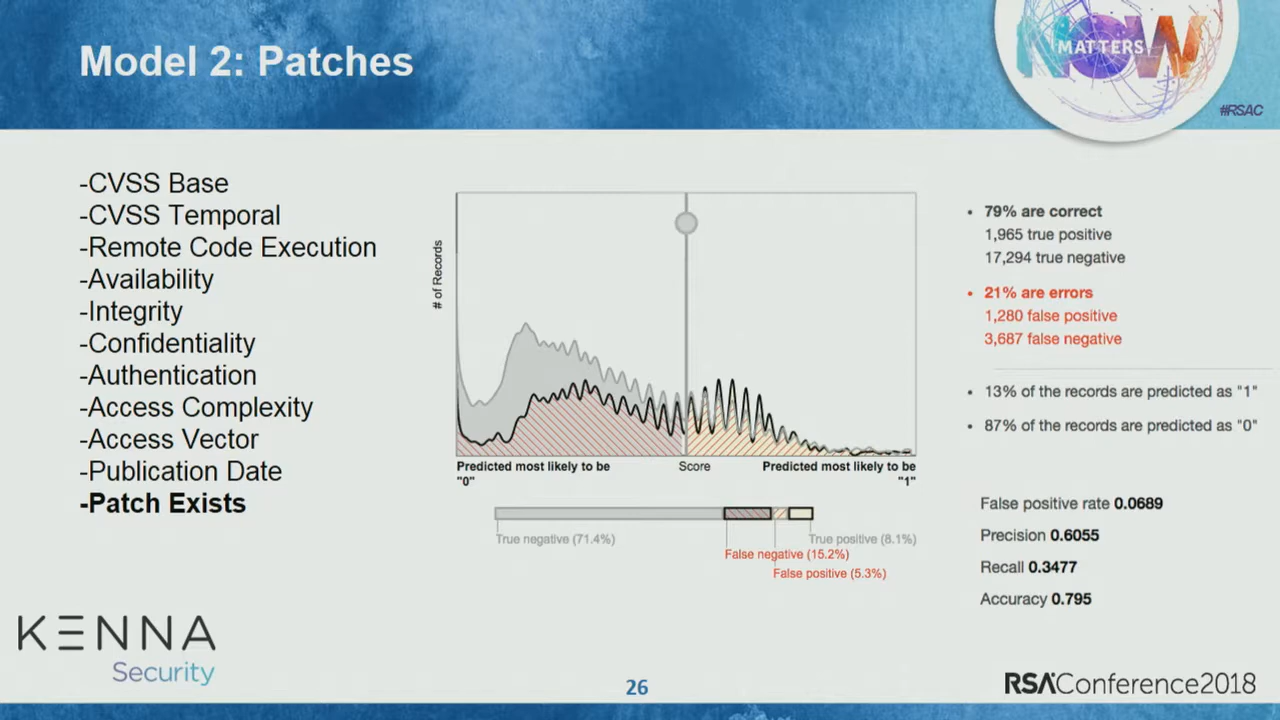 Model 2: Patches
NOW
MATTERS
#RSAC
-CVSS Base
-CVSS Temporal
-Remote Code Execution
-Availability
-Integrity
-Confidentiality
-Authentication
-Access Complexity
-Access Vector
-Publication Date
-Patch Exists
# of Records
Predicted most likely to be
"0"
Score
Predicted most likely to be
"1"
True negative (71.4%)
True positive (8.1%)
False negative (15.2%)
False positive (5.3%)
• 79% are correct
1,965 true positive
17,294 true negative
• 21% are errors
1,280 false positive
3,687 false negative
• 13% of the records are predicted as "1"
• 87% of the records are predicted as "0"
False positive rate 0.0689
Precision 0.6055
Recall 0.3477
Accuracy 0.795
KENNA
Security
26
RSAConference2018